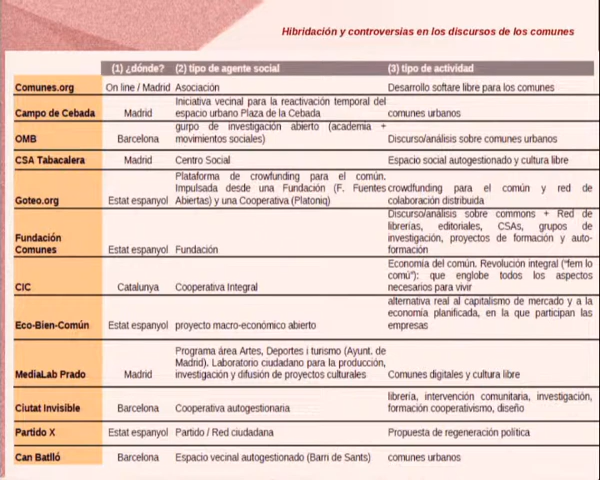 Hibridación y controversias en los discursos de los comunes
(1) ¿dónde? (2) tipo de agente social (3) tipo de actividad
Comunes.org On line / Madrid Asociación Desarrollo softare libre para los comunes
Iniciativa vecinal para la reactivación temporal del
Campo de Cebada Madrid espacio urbano Plaza de la Cebada comunes urbanos
gurpo de investigación abierto (academia +
OMB Barcelona movimientos sociales) Discurso/análisis sobre comunes urbanos
CSA Tabacalera Madrid Centro Social Espacio social autogestionado y cultura libre
Plataforma de crowfunding para el común.
Impulsada desde una Fundación (F. Fuentes crowdfunding para el común y red de
Goteo.org Estat espanyol Abiertas) y una Cooperativa (Platoniq) colaboración distribuida
Discurso/análisis sobre commons + Red de
librerías, editoriales, CSAs, grupos de
Fundación investigación, proyectos de formación y auto-
Comunes Estat espanyol Fundación formación
Economía del común. Revolución integral ("fem lo
comú"): que englobe todos los aspectos
CIC Catalunya Cooperativa Integral necesarios para vivir
alternativa real al capitalismo de mercado y a la
economía planificada, en la que participan las
Eco-Bien-Común Estat espanyol proyecto macro-económico abierto empresas
Programa área Artes, Deportes i turismo (Ayunt. de
Madrid). Laboratorio ciudadano para la producción,
MediaLab Prado Madrid investigación y difusión de proyectos culturales Comunes digitales y cultura libre
librería, intervención comunitaria, investigación,
Ciutat Invisible Barcelona Cooperativa autogestionaria formación cooperativismo, diseño
Partido X Estat espanyol Partido / Red ciudadana Propuesta de regeneración política
Can Batlló Barcelona Espacio vecinal autogestionado (Barri de Sants) comunes urbanos